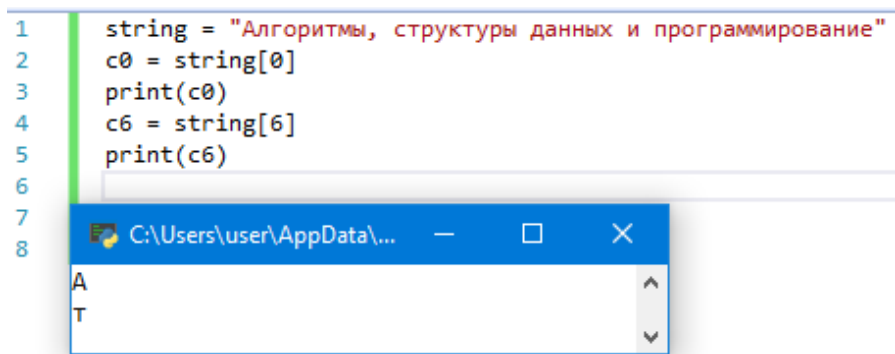 1 string = "Алгоритмы, структуры данных и программирование"
2 c0 = string[0]
3 print(c0)
4 c6 = string[6]
5 print(c6)
6
7
8
C:\Users\user\AppData\...
А
т